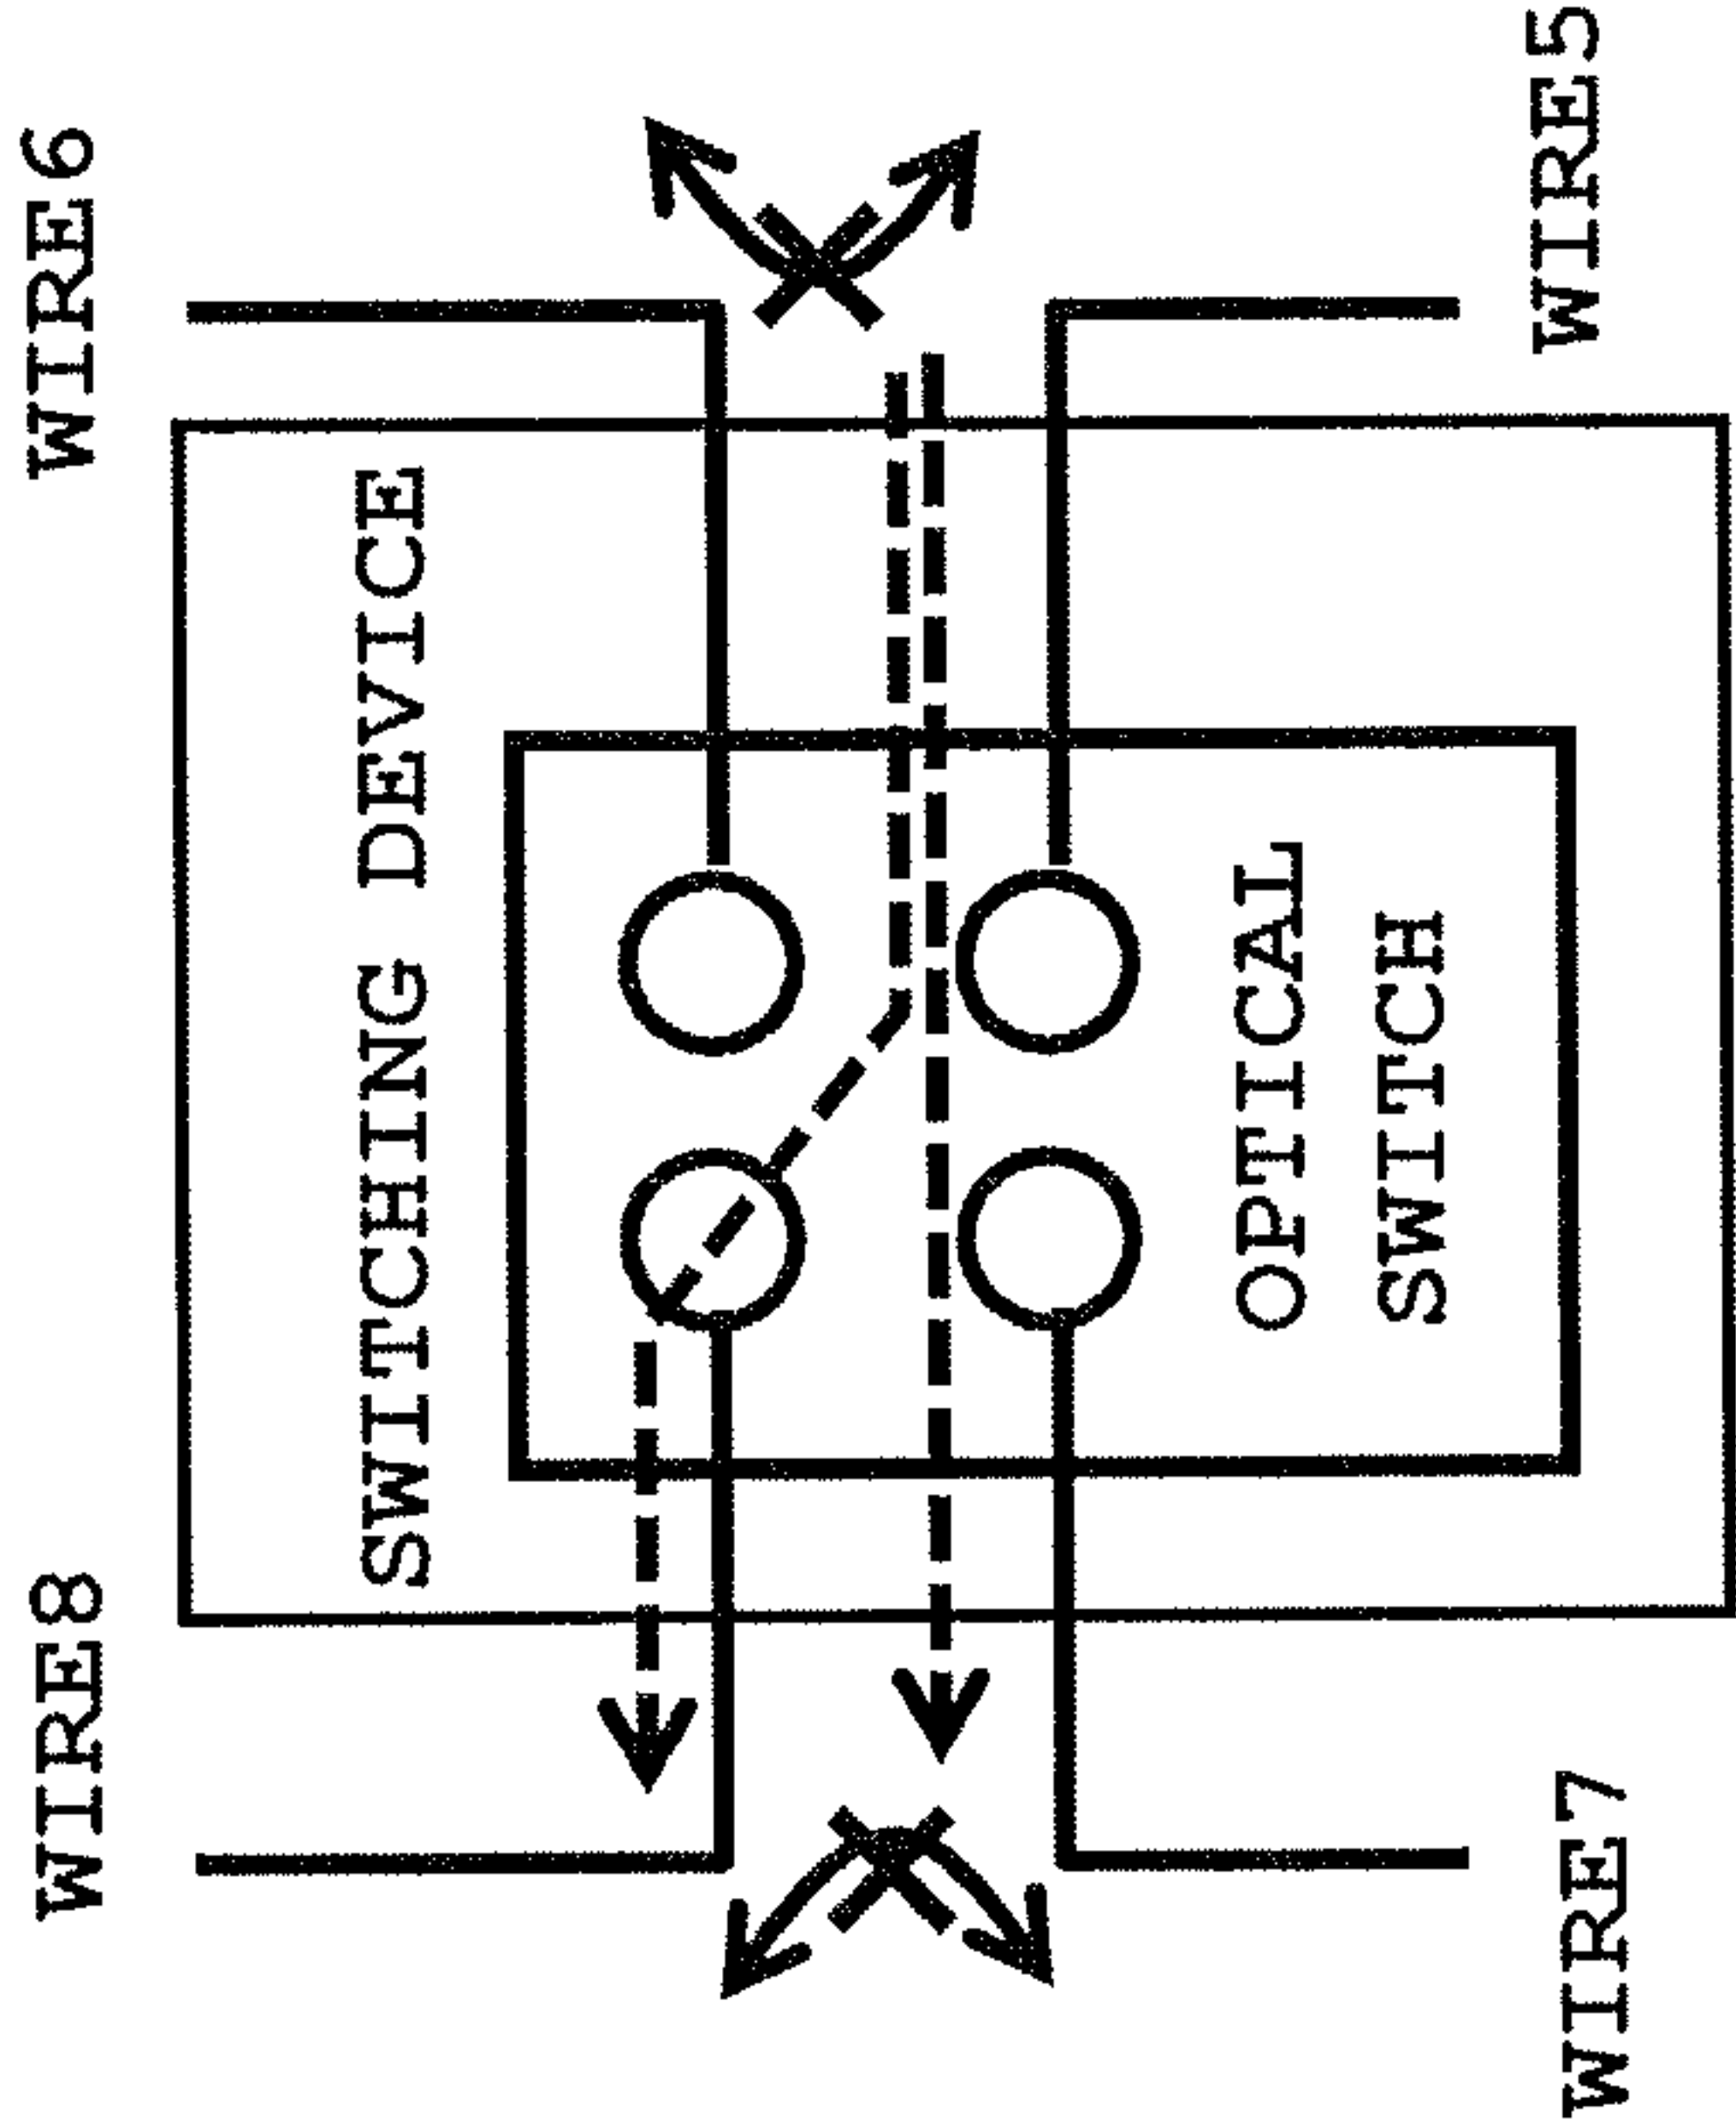 WIRE8
WIRE6
SWITCHING DEVICE
OPTICAL
SWITCH
WIRE7
WIRE5